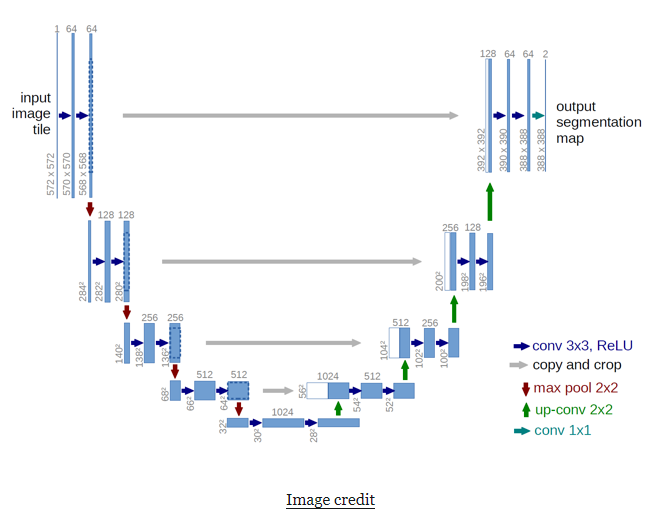 1 64 64
128 64 64 2
input
image
tile
output
segmentation
map
572 x 572
570 x 570
568 x 568
392 x 392
390 x 390
388 x 388
388 x 388
128 128
256 128
284²
282²
280²
200²
198²
196²
256 256
512 256
140²
138²
136²
104²
102²
100²
512 512
1024 512
68²
66²
64²
56²
54²
52²
1024
32²
30²
28²
conv 3x3, ReLU
copy and crop
max pool 2x2
up-conv 2x2
conv 1x1
Image credit